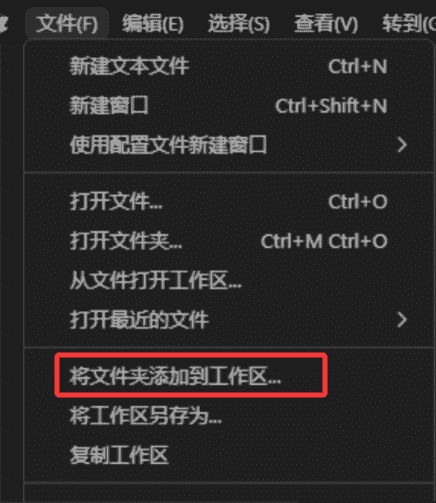 文件(F) 编辑(E) 选择(S) 查看(V) 转到(G
新建文本文件 Ctrl+N
新建窗口 Ctrl+Shift+N
使用配置文件新建窗口
打开文件... Ctrl+O
打开文件夹... Ctrl+M Ctrl+O
从文件打开工作区...
打开最近的文件
将文件夹添加到工作区...
将工作区另存为...
复制工作区